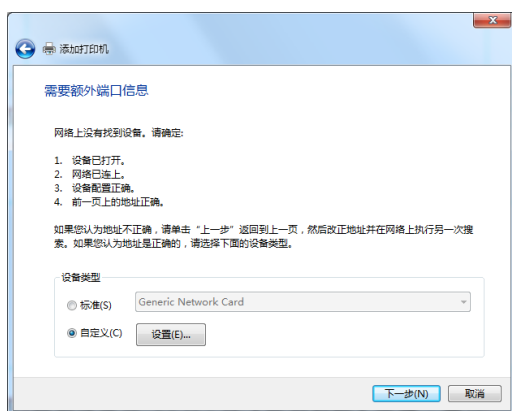 添加打印机
需要额外端口信息
网络上没有找到设备。请确定:
1. 设备已打开。
2. 网络已连上。
3. 设备配置正确。
4. 前一页上的地址正确。
如果您认为地址不正确，请单击“上一步”返回到上一页，然后改正地址并在网络上执行另一次搜
索。如果您认为地址是正确的，请选择下面的设备类型。
设备类型
标准(S) Generic Network Card
自定义(C) 设置(E)...
下一步(N) 取消